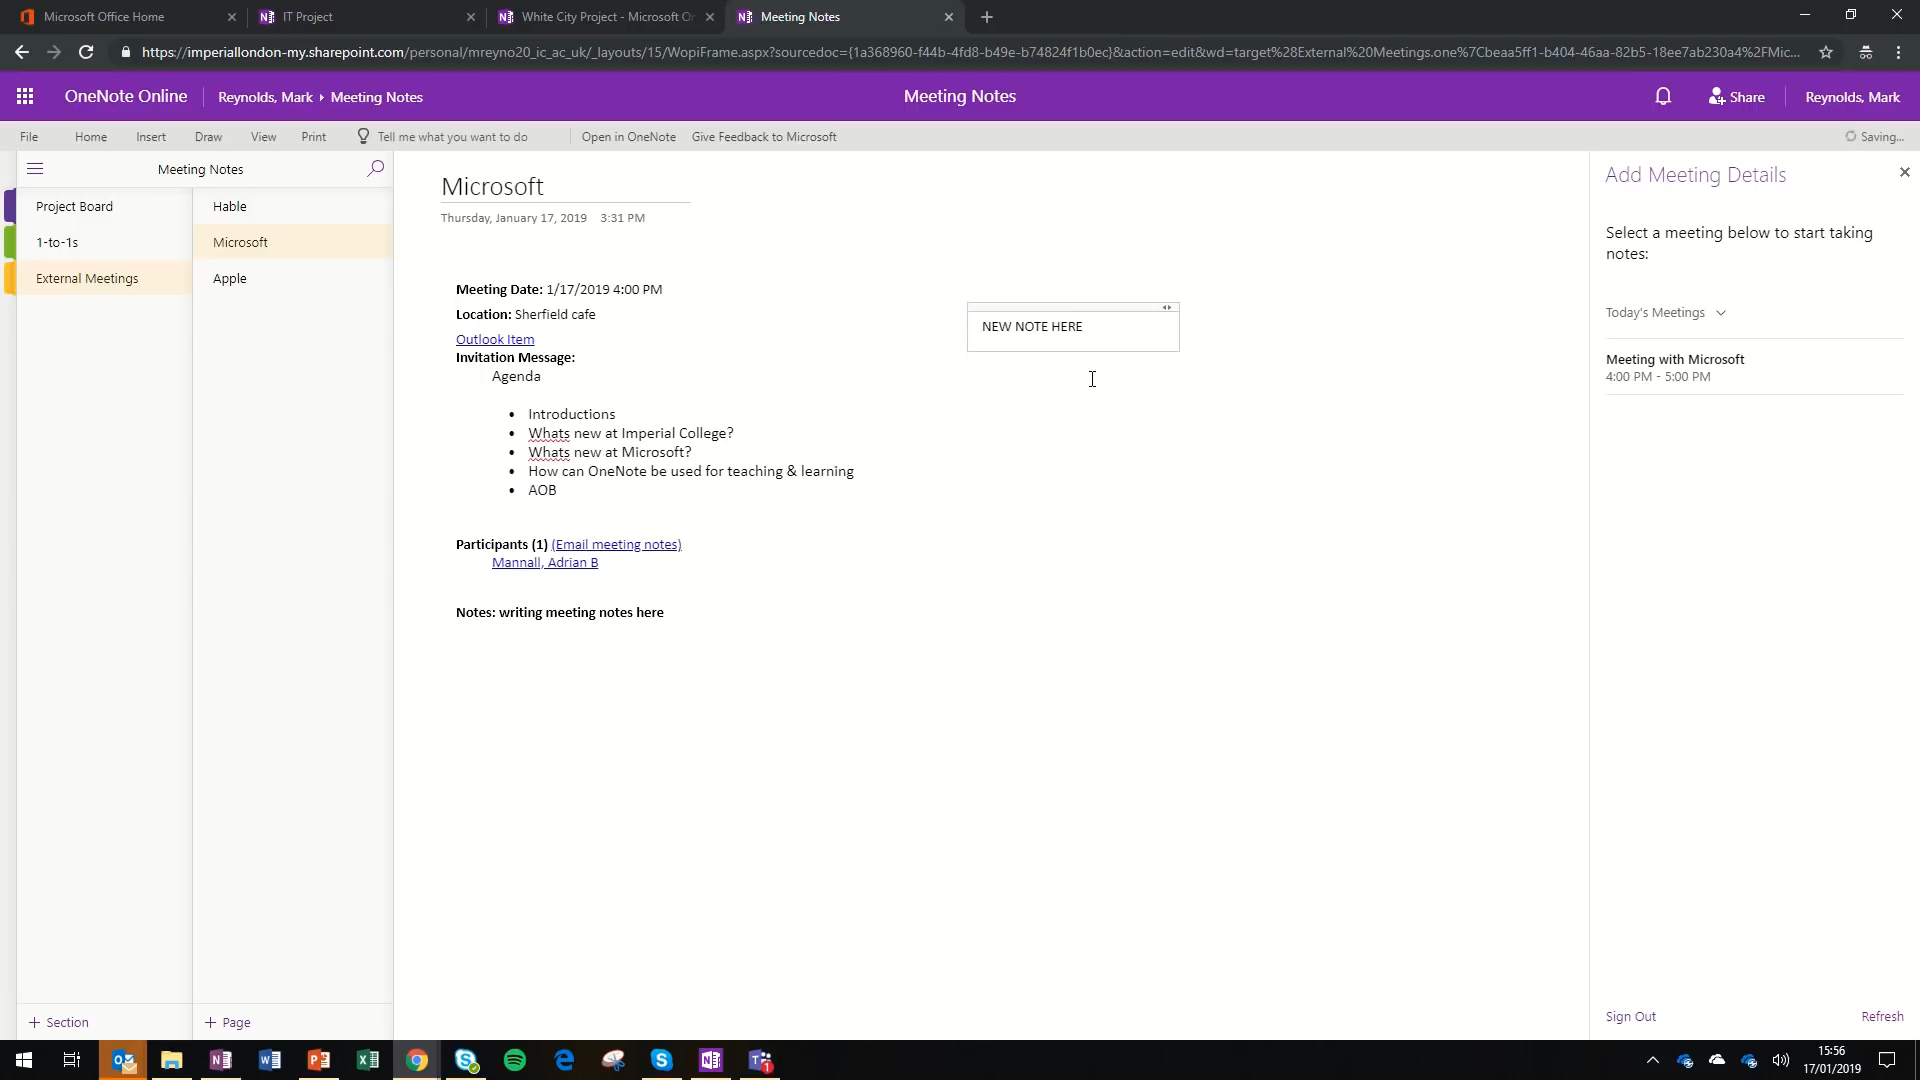 Microsoft Office Home
IT Project
White City Project - Microsoft Or
Meeting Notes
https://imperiallondon-my.sharepoint.com/personal/mreyno20_ic_ac_uk/_layouts/15/WopiFrame.aspx?sourcedoc={1a368960-f44b-4fd8-b49e-b74824f1b0ec}&action=edit&wd=target%28External%20Meetings.one%7Cbeaa5ff1-b404-46aa-82b5-18ee7ab230a4%2FMic...
OneNote Online
Reynolds, Mark
Meeting Notes
Meeting Notes
Share
Reynolds, Mark
File
Home
Insert
Draw
View
Print
Tell me what you want to do
Open in OneNote
Give Feedback to Microsoft
Saving...
Meeting Notes
Project Board
1-to-1s
External Meetings
+ Section
Hable
Microsoft
Apple
+ Page
Microsoft
Thursday, January 17, 2019 3:31 PM
Meeting Date: 1/17/2019 4:00 PM
Location: Sherfield cafe
Outlook Item
Invitation Message:
Agenda
• Introductions
• Whats new at Imperial College?
• Whats new at Microsoft?
• How can OneNote be used for teaching & learning
• AOB
Participants (1) (Email meeting notes)
Mannall, Adrian B
Notes: writing meeting notes here
NEW NOTE HERE
Add Meeting Details
Select a meeting below to start taking
notes:
Today's Meetings
Meeting with Microsoft
4:00 PM - 5:00 PM
Sign Out
Refresh
15:56
17/01/2019